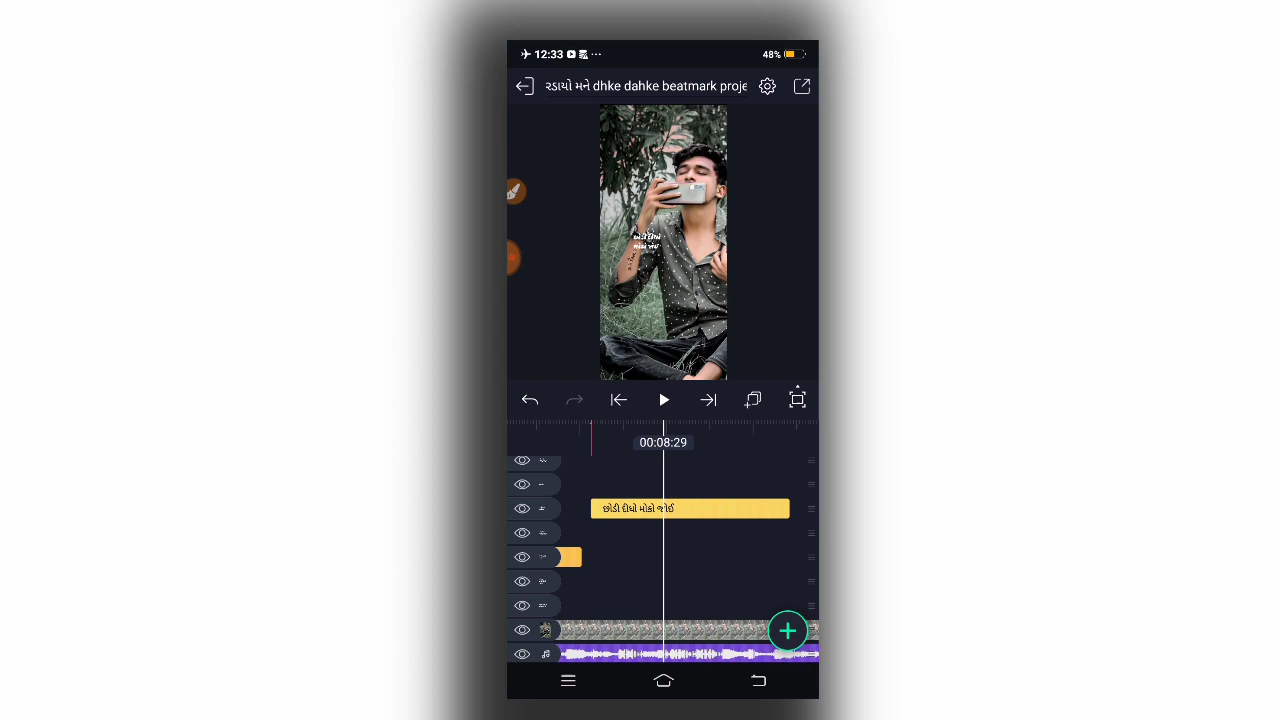 12:33
48%
રડાયો મને dhke dahke beatmark proje
00:08:29
છોડી દીધો મોકો જોઈ